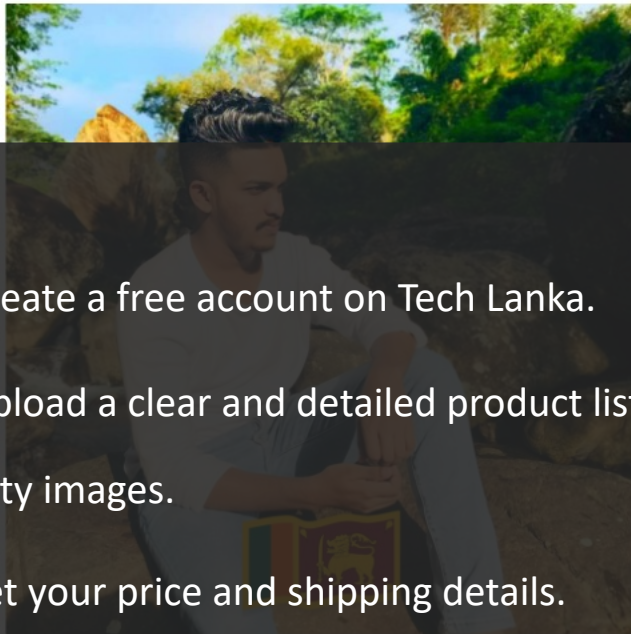 eate a free account on Tech Lanka.
pload a clear and detailed product lis
ty images.
et your price and shipping details.